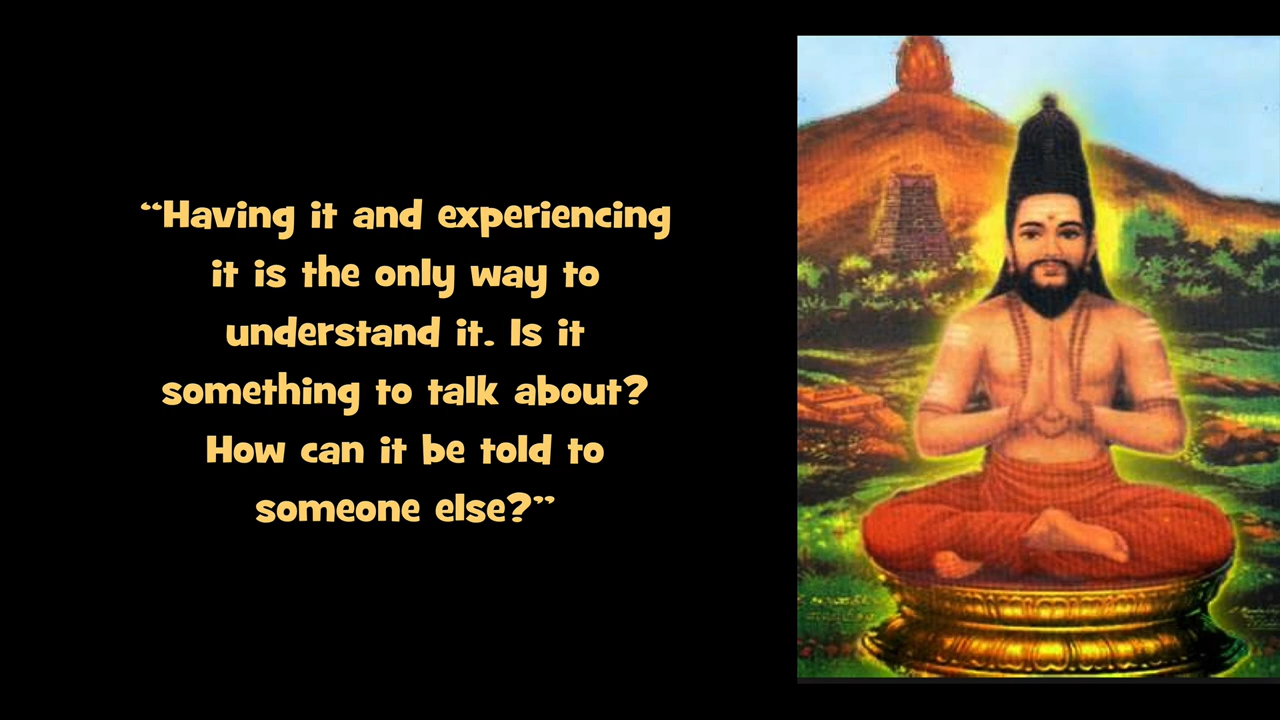 “Having it and experiencing
it is the only way to
understand it. Is it
something to talk about?
How can it be told to
someone else?”